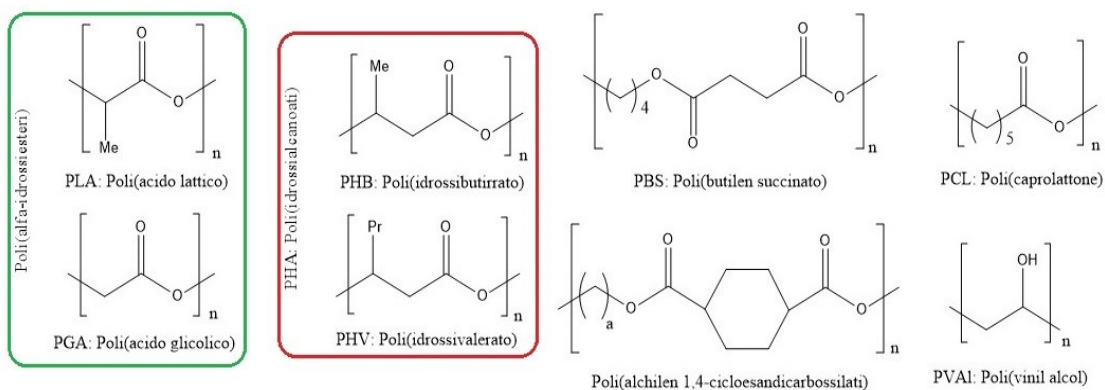 Poli(alfa-idrossiesteri)
O
O
Me
n
PLA: Poli(acido lattico)
O
O
n
PGA: Poli(acido glicolico)
PHA: Poli(idrossialcanoati)
Me
O
O
n
PHB: Poli(idrossibutirrato)
Pr
O
O
n
PHV: Poli(idrossivalerato)
O
O
4
O
O
n
PBS: Poli(butilen succinato)
O
5
O
n
PCL: Poli(caprolattone)
O
O
a
O
O
n
Poli(alchilen 1,4-cicloesandicarbossilati)
OH
n
PVAl: Poli(vinil alcol)